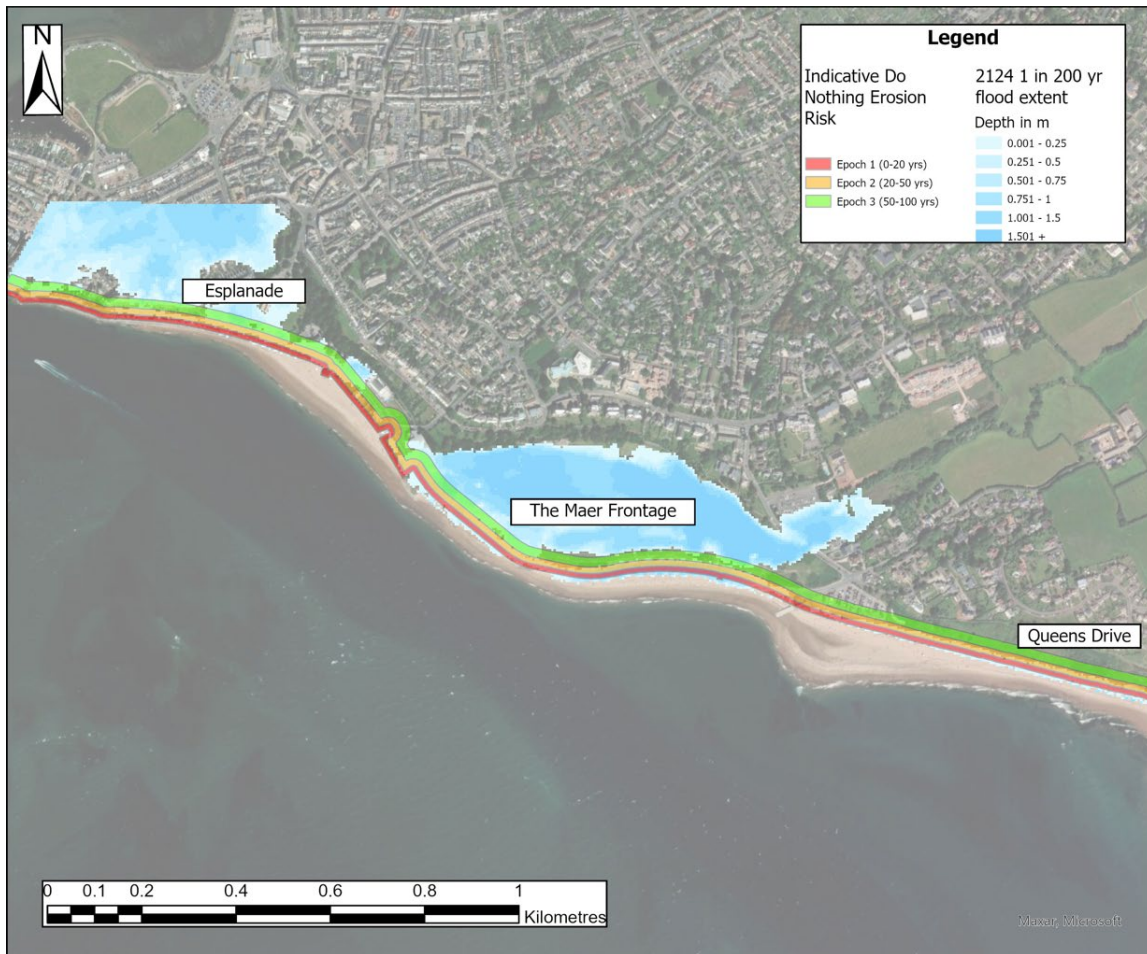 N
Legend
Indicative Do
Nothing Erosion
Risk
Epoch 1 (0-20 yrs)
Epoch 2 (20-50 yrs)
Epoch 3 (50-100 yrs)
2124 1 in 200 yr
flood extent
Depth in m
0.001 - 0.25
0.251 - 0.5
0.501 - 0.75
0.751 - 1
1.001 - 1.5
1.501 +
Esplanade
The Maer Frontage
Queens Drive
0 0.1 0.2 0.4 0.6 0.8 1
Kilometres
Maxar, Microsoft